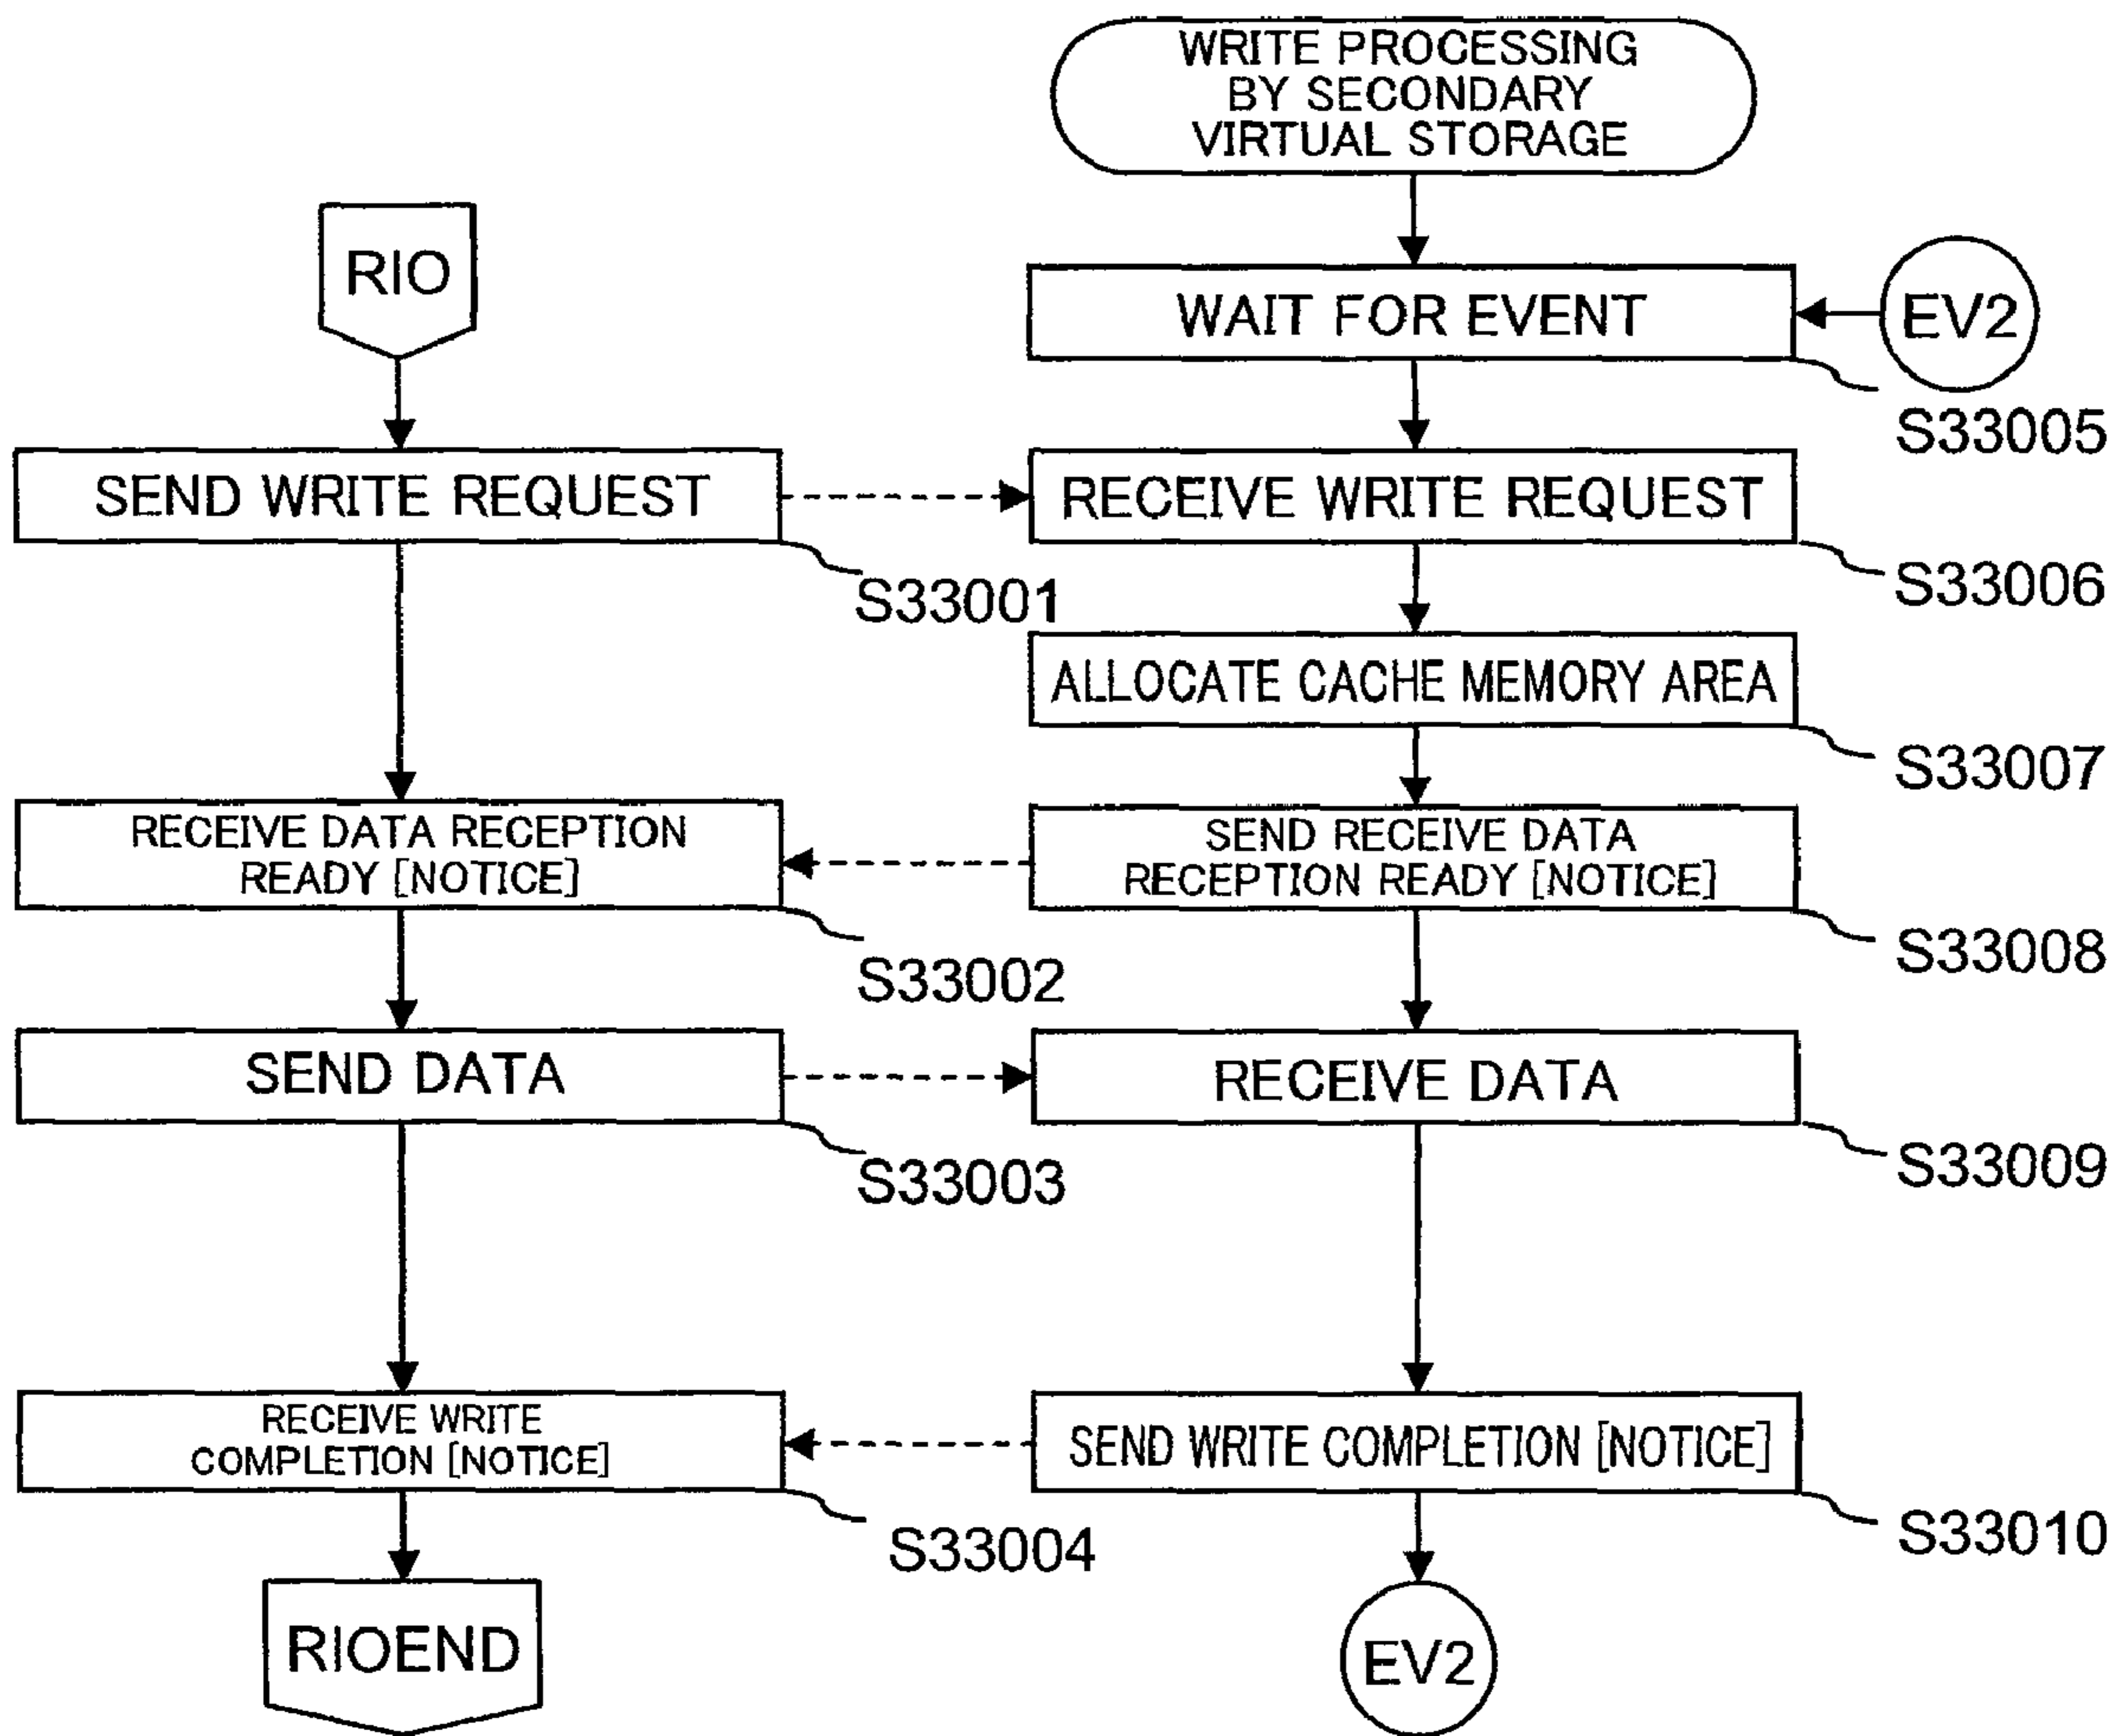 WRITE PROCESSING
BY SECONDARY
VIRTUAL STORAGE
RIO
WAIT FOR EVENT
EV2
S33005
SEND WRITE REQUEST
RECEIVE WRITE REQUEST
S33001
S33006
ALLOCATE CACHE MEMORY AREA
S33007
RECEIVE DATA RECEPTION
READY [NOTICE]
SEND RECEIVE DATA
RECEPTION READY [NOTICE]
S33002
S33008
SEND DATA
RECEIVE DATA
S33003
S33009
RECEIVE WRITE
COMPLETION [NOTICE]
SEND WRITE COMPLETION [NOTICE]
S33004
S33010
RIOEND
EV2